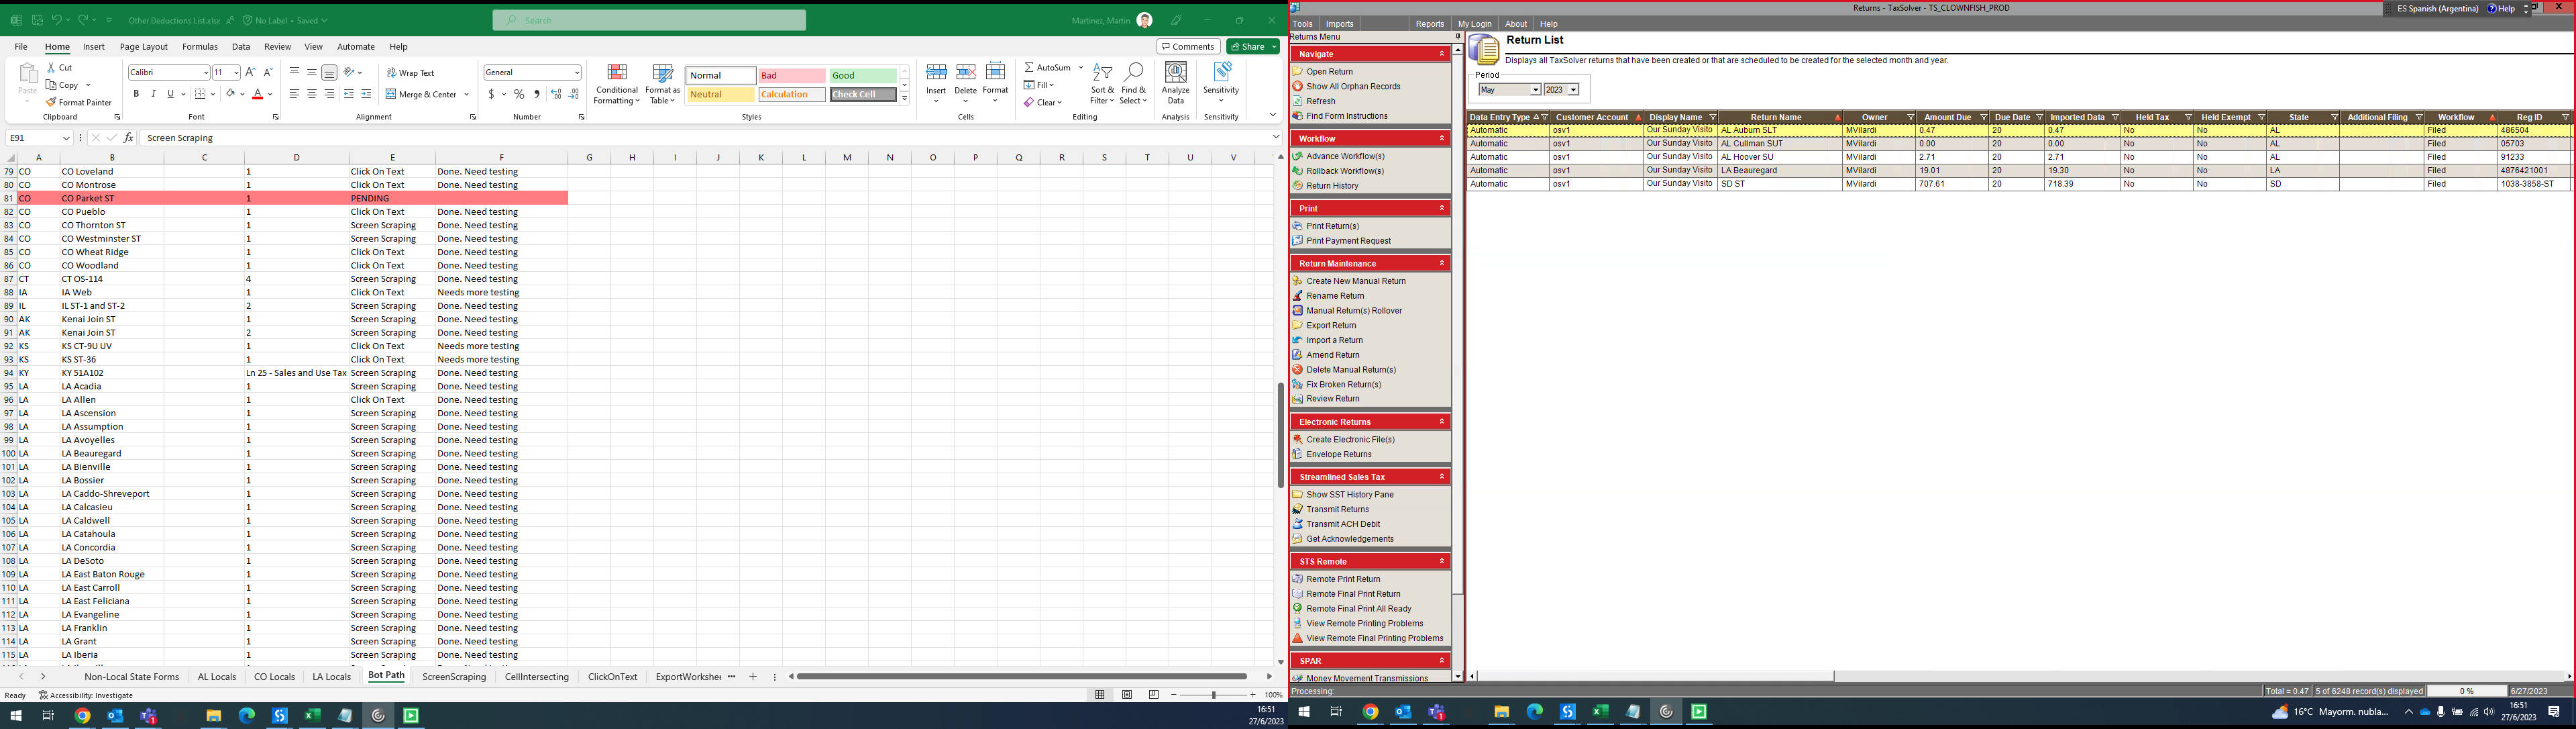 Other Deductions List.xlsx
No Label • Saved
Search
Martinez, Martin
File Home Insert Page Layout Formulas Data Review View Automate Help
Comments Share
Paste
Cut
Copy
Format Painter
Clipboard
Calibri 11
B I U
Font
Wrap Text
Merge & Center
Alignment
General
$ % ,
Number
Conditional Formatting
Format as Table
Normal Bad Good
Neutral Calculation Check Cell
Styles
Insert Delete Format
Cells
AutoSum
Fill
Clear
Sort & Filter
Find & Select
Editing
Analyze Data
Analysis
Sensitivity
Sensitivity
E91 fx Screen Scraping
A B C D E F G H I J K L M N O P Q R S T U V
79 CO CO Loveland 1 Click On Text Done. Need testing
80 CO CO Montrose 1 Click On Text Done. Need testing
81 CO CO Parket ST 1 PENDING
82 CO CO Pueblo 1 Click On Text Done. Need testing
83 CO CO Thornton ST 1 Screen Scraping Done. Need testing
84 CO CO Westminster ST 1 Screen Scraping Done. Need testing
85 CO CO Wheat Ridge 1 Click On Text Done. Need testing
86 CO CO Woodland 1 Click On Text Done. Need testing
87 CT CT OS-114 4 Screen Scraping Done. Need testing
88 IA IA Web 1 Click On Text Needs more testing
89 IL IL ST-1 and ST-2 2 Screen Scraping Done. Need testing
90 AK Kenai Join ST 1 Screen Scraping Done. Need testing
91 AK Kenai Join ST 2 Screen Scraping Done. Need testing
92 KS KS CT-9U UV 1 Click On Text Needs more testing
93 KS KS ST-36 1 Click On Text Needs more testing
94 KY KY 51A102 Ln 25 - Sales and Use Tax Screen Scraping Done. Need testing
95 LA LA Acadia 1 Screen Scraping Done. Need testing
96 LA LA Allen 1 Click On Text Done. Need testing
97 LA LA Ascension 1 Screen Scraping Done. Need testing
98 LA LA Assumption 1 Screen Scraping Done. Need testing
99 LA LA Avoyelles 1 Screen Scraping Done. Need testing
100 LA LA Beauregard 1 Screen Scraping Done. Need testing
101 LA LA Bienville 1 Screen Scraping Done. Need testing
102 LA LA Bossier 1 Screen Scraping Done. Need testing
103 LA LA Caddo-Shreveport 1 Screen Scraping Done. Need testing
104 LA LA Calcasieu 1 Screen Scraping Done. Need testing
105 LA LA Caldwell 1 Screen Scraping Done. Need testing
106 LA LA Catahoula 1 Screen Scraping Done. Need testing
107 LA LA Concordia 1 Screen Scraping Done. Need testing
108 LA LA DeSoto 1 Screen Scraping Done. Need testing
109 LA LA East Baton Rouge 1 Screen Scraping Done. Need testing
110 LA LA East Carroll 1 Screen Scraping Done. Need testing
111 LA LA East Feliciana 1 Screen Scraping Done. Need testing
112 LA LA Evangeline 1 Screen Scraping Done. Need testing
113 LA LA Franklin 1 Screen Scraping Done. Need testing
114 LA LA Grant 1 Screen Scraping Done. Need testing
115 LA LA Iberia 1 Screen Scraping Done. Need testing
Non-Local State Forms AL Locals CO Locals LA Locals Bot Path ScreenScraping CellIntersecting ClickOnText ExportWorkshee ...
Ready Accessibility: Investigate 100%
16:51
27/6/2023
Returns - TaxSolver - TS_CLOWNFISH_PROD
ES Spanish (Argentina) Help
Tools Imports Reports My Login About Help
Returns Menu
Navigate
Open Return
Show All Orphan Records
Refresh
Find Form Instructions
Workflow
Advance Workflow(s)
Rollback Workflow(s)
Return History
Print
Print Return(s)
Print Payment Request
Return Maintenance
Create New Manual Return
Rename Return
Manual Return(s) Rollover
Export Return
Import a Return
Amend Return
Delete Manual Return(s)
Fix Broken Return(s)
Review Return
Electronic Returns
Create Electronic File(s)
Envelope Returns
Streamlined Sales Tax
Show SST History Pane
Transmit Returns
Transmit ACH Debit
Get Acknowledgements
STS Remote
Remote Print Return
Remote Final Print Return
Remote Final Print All Ready
View Remote Printing Problems
View Remote Final Printing Problems
SPAR
Money Movement Transmissions
Return List
Displays all TaxSolver returns that have been created or that are scheduled to be created for the selected month and year.
Period
May 2023
Data Entry Type Customer Account Display Name Return Name Owner Amount Due Due Date Imported Data Held Tax Held Exempt State Additional Filing Workflow Reg ID
Automatic osv1 Our Sunday Visito AL Auburn SLT MVilardi 0.47 20 0.47 No No AL Filed 486504
Automatic osv1 Our Sunday Visito AL Cullman SUT MVilardi 0.00 20 0.00 No No AL Filed 05703
Automatic osv1 Our Sunday Visito AL Hoover SU MVilardi 2.71 20 2.71 No No AL Filed 91233
Automatic osv1 Our Sunday Visito LA Beauregard MVilardi 19.01 20 19.30 No No LA Filed 4876421001
Automatic osv1 Our Sunday Visito SD ST MVilardi 707.61 20 718.39 No No SD Filed 1038-3858-ST
Processing: Total = 0.47 5 of 6248 record(s) displayed 0 % 6/27/2023
16°C Mayorm. nubla...
16:51
27/6/2023